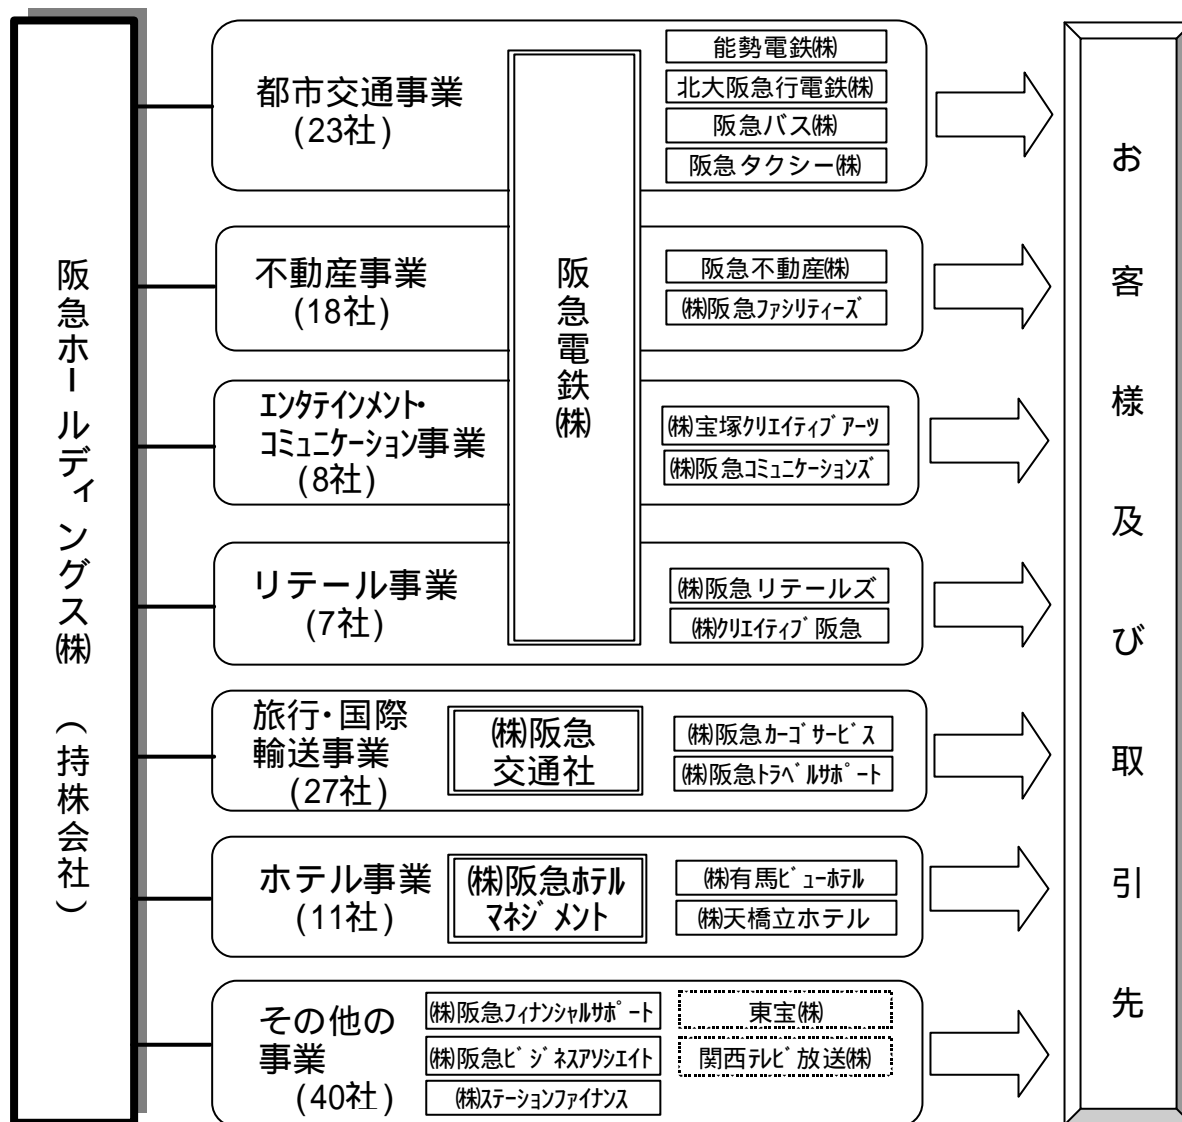 阪急ホールディングス㈱ （持株会社）
都市交通事業
(23社)
能勢電鉄㈱
北大阪急行電鉄㈱
阪急バス㈱
阪急タクシー㈱
阪急電鉄㈱
不動産事業
(18社)
阪急不動産㈱
㈱阪急ﾌｧｼﾘﾃｨｰｽﾞ
ｴﾝﾀﾃｲﾝﾒﾝﾄ・
ｺﾐｭﾆｹｰｼｮﾝ事業
(8社)
㈱宝塚ｸﾘｴｲﾃｨﾌﾞｱｰﾂ
㈱阪急ｺﾐｭﾆｹｰｼｮﾝｽﾞ
リテール事業
(7社)
㈱阪急リテールズ
㈱ｸﾘｴｲﾃｨﾌﾞ阪急
旅行・国際
輸送事業
(27社)
㈱阪急
交通社
㈱阪急ｶｰｺﾞｻｰﾋﾞｽ
㈱阪急ﾄﾗﾍﾞﾙｻﾎﾟｰﾄ
ホテル事業
(11社)
㈱阪急ﾎﾃﾙ
ﾏﾈｼﾞﾒﾝﾄ
㈱有馬ﾋﾞｭｰﾎﾃﾙ
㈱天橋立ホテル
その他の
事業
(40社)
㈱阪急ﾌｨﾅﾝｼｬﾙｻﾎﾟｰﾄ
㈱阪急ﾋﾞｼﾞﾈｽｱｿｼｴｲﾄ
㈱ｽﾃｰｼｮﾝﾌｧｲﾅﾝｽ
東宝㈱
関西ﾃﾚﾋﾞ放送㈱
お客様及び取引先